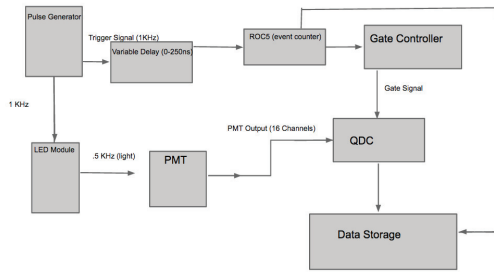 Pulse Generator
Trigger Signal (1KHz)
Variable Delay (0-250ns)
ROC5 (event counter)
Gate Controller
Gate Signal
1 KHz
PMT Output (16 Channels)
QDC
LED Module
.5 KHz (light)
PMT
Data Storage